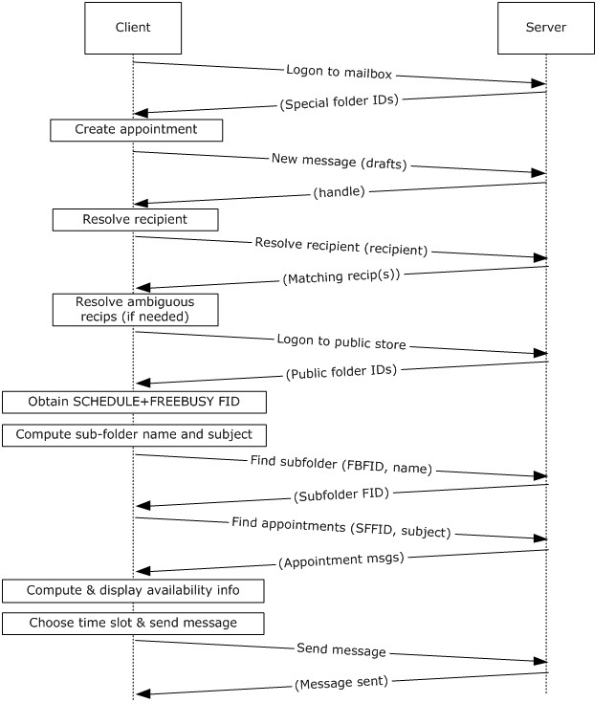 Client
Server
Logon to mailbox
(Special folder IDs)
Create appointment
New message (drafts)
(handle)
Resolve recipient
Resolve recipient (recipient)
(Matching recip(s))
Resolve ambiguous
recips (if needed)
Logon to public store
(Public folder IDs)
Obtain SCHEDULE+FREEBUSY FID
Compute sub-folder name and subject
Find subfolder (FBFID, name)
(Subfolder FID)
Find appointments (SFFID, subject)
(Appointment msgs)
Compute & display availability info
Choose time slot & send message
Send message
(Message sent)